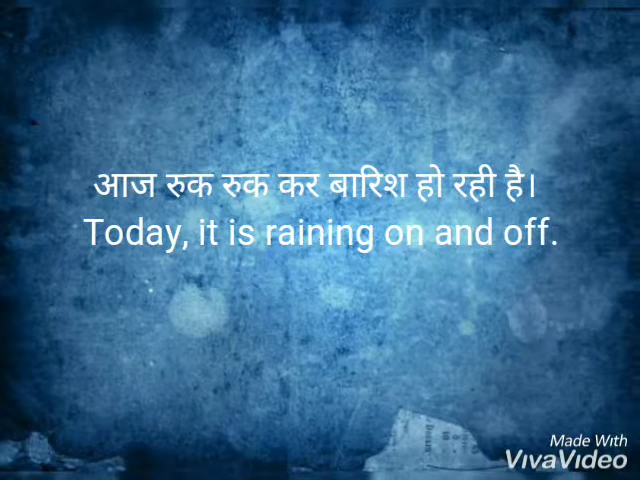 आज रुक रुक कर बारिश हो रही है।
Today, it is raining on and off.
Made With
VivaVideo